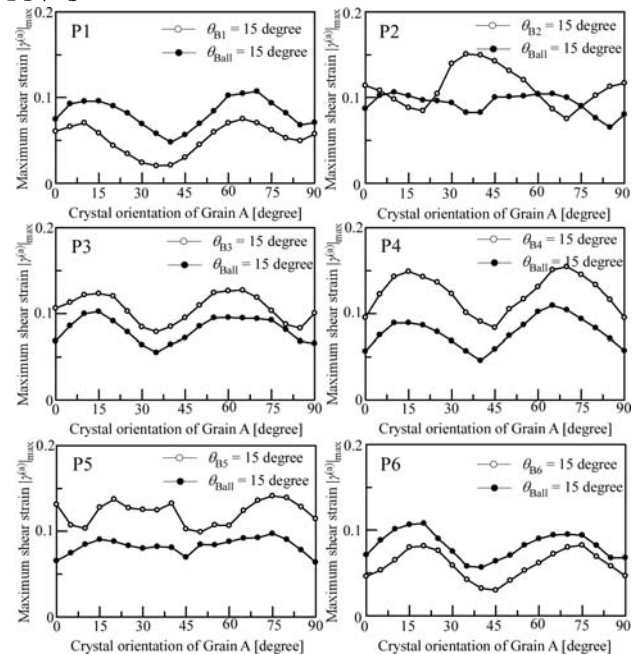 0.2
P1
θB1 = 15 degree
θBall = 15 degree
0.1
0
0 15 30 45 60 75 90
Maximum shear strain |γ(a)|max
Crystal orientation of Grain A [degree]
0.2
P2
θB2 = 15 degree
θBall = 15 degree
0.1
0
0 15 30 45 60 75 90
Maximum shear strain |γ(a)|max
Crystal orientation of Grain A [degree]
0.2
P3
θB3 = 15 degree
θBall = 15 degree
0.1
0
0 15 30 45 60 75 90
Maximum shear strain |γ(a)|max
Crystal orientation of Grain A [degree]
0.2
P4
θB4 = 15 degree
θBall = 15 degree
0.1
0
0 15 30 45 60 75 90
Maximum shear strain |γ(a)|max
Crystal orientation of Grain A [degree]
0.2
P5
θB5 = 15 degree
θBall = 15 degree
0.1
0
0 15 30 45 60 75 90
Maximum shear strain |γ(a)|max
Crystal orientation of Grain A [degree]
0.2
P6
θB6 = 15 degree
θBall = 15 degree
0.1
0
0 15 30 45 60 75 90
Maximum shear strain |γ(a)|max
Crystal orientation of Grain A [degree]